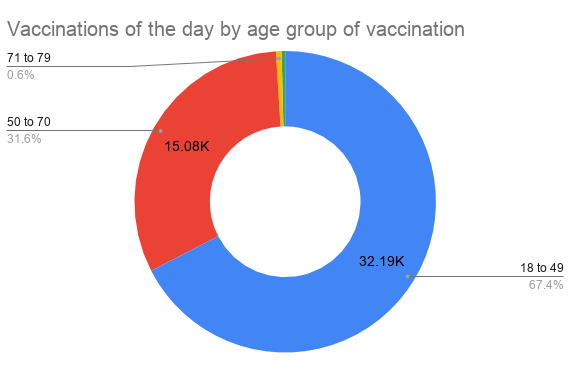 Vaccinations of the day by age group of vaccination
71 to 79
0.6%
50 to 70
31.6%
15.08K
32.19K
18 to 49
67.4%